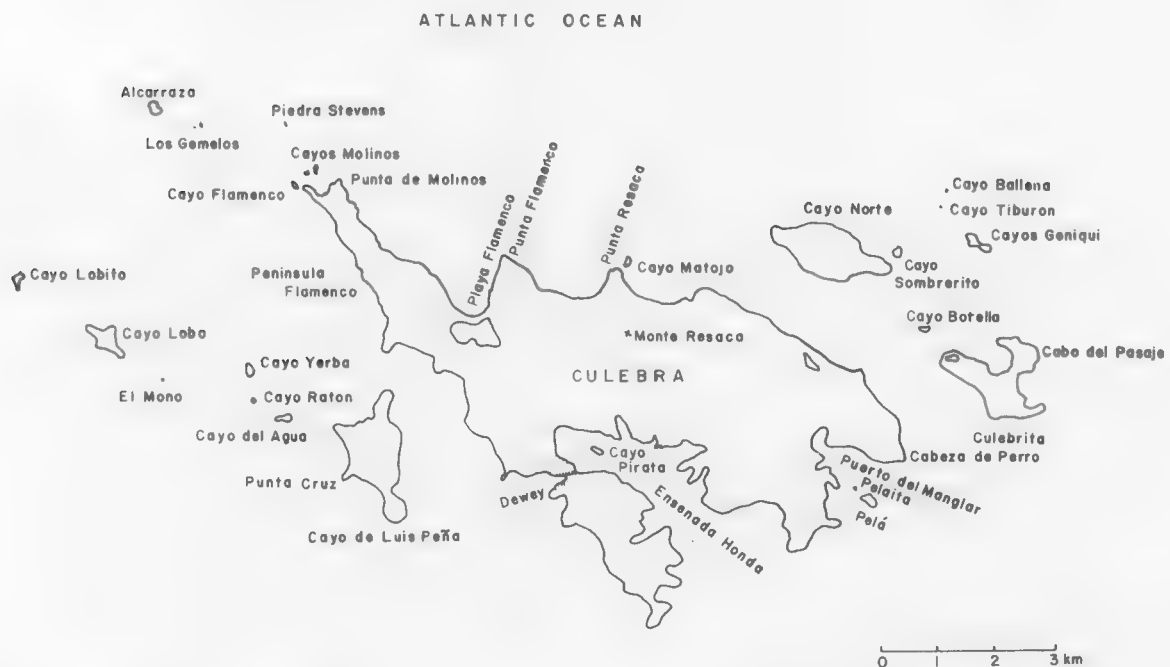 ATLANTIC OCEAN
Alcarraza
Los Gemelos
Piedra Stevens
Cayos Molinos
Punta de Molinos
Cayo Flamenco
Playa Flamenco
Punta Flamenco
Punta Resaca
Cayo Matojo
Cayo Norte
Cayo Ballena
Cayo Tiburon
Cayos Geniqui
Cayo
Sombrerito
Cayo Lobito
Peninsula
Flamenco
Cayo Botella
Cayo Loba
Monte Resaca
Cabo del Pasaje
Cayo Yerba
CULEBRA
El Mono
Cayo Raton
Cayo del Agua
Culebrita
Cayo
Pirata
Cabeza de Perro
Punta Cruz
Puerto del Manglar
Pelaita
Pelá
Dewey
Ensenada Honda
Cayo de Luis Peña
0 1 2 3 km